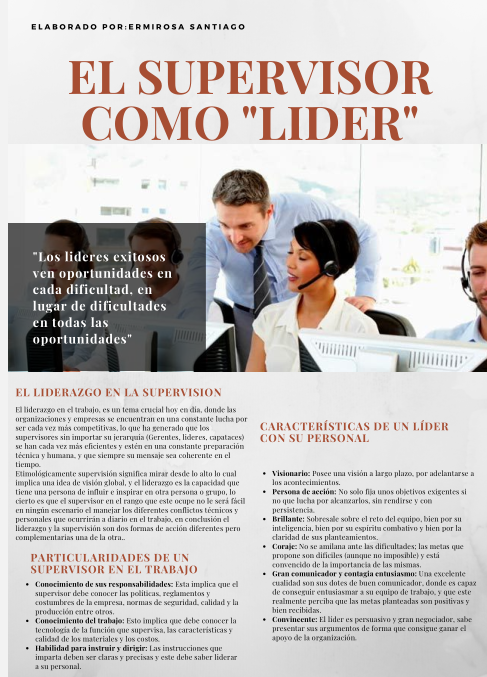 ELABORADO POR:ERMIROSA SANTIAGO
EL SUPERVISOR
COMO "LIDER"
"Los lideres exitosos
ven oportunidades en
cada dificultad, en
lugar de dificultades
en todas las
oportunidades"
EL LIDERAZGO EN LA SUPERVISION
El liderazgo en el trabajo, es un tema crucial hoy en día, donde las
organizaciones y empresas se encuentran en una constante lucha por
ser cada vez más competitivas, lo que ha generado que los
supervisores sin importar su jerarquía (Gerentes, líderes, capataces)
se han cada vez más eficientes y estén en una constante preparación
técnica y humana, y que siempre su mensaje sea coherente en el
tiempo.
Etimológicamente supervisión significa mirar desde lo alto lo cual
implica una idea de visión global, y el liderazgo es la capacidad que
tiene una persona de influir e inspirar en otra persona o grupo, lo
cierto es que el supervisor en el rango que este ocupe no le será fácil
en ningún escenario el manejar los diferentes conflictos técnicos y
personales que ocurrirán a diario en el trabajo, en conclusión el
liderazgo y la supervisión son dos formas de acción diferentes pero
complementarias una de la otra..
PARTICULARIDADES DE UN
SUPERVISOR EN EL TRABAJO
• Conocimiento de sus responsabilidades: Esta implica que el
supervisor debe conocer las políticas, reglamentos y
costumbres de la empresa, normas de seguridad, calidad y la
producción entre otros.
• Conocimiento del trabajo: Esto implica que debe conocer la
tecnología de la función que supervisa, las características y
calidad de los materiales y los costos.
• Habilidad para instruir y dirigir: Las instrucciones que
imparta deben ser claras y precisas y este debe saber liderar
a su personal.
CARACTERÍSTICAS DE UN LÍDER
CON SU PERSONAL
• Visionario: Posee una visión a largo plazo, por adelantarse a
los acontecimientos.
• Persona de acción: No solo fija unos objetivos exigentes si
no que lucha por alcanzarlos, sin rendirse y con
persistencia.
• Brillante: Sobresale sobre el reto del equipo, bien por su
inteligencia, bien por su espíritu combativo y bien por la
claridad de sus planteamientos.
• Coraje: No se amilana ante las dificultades; las metas que
propone son difíciles (aunque no imposible) y está
convencido de la importancia de las mismas.
• Gran comunicador y contagia entusiasmo: Una excelente
cualidad son sus dotes de buen comunicador, donde es capaz
de conseguir entusiasmar a su equipo de trabajo, y que este
realmente perciba que las metas planteadas son positivas y
bien recibidas.
• Convincente: El líder es persuasivo y gran negociador, sabe
presentar sus argumentos de forma que consigue ganar el
apoyo de la organización.